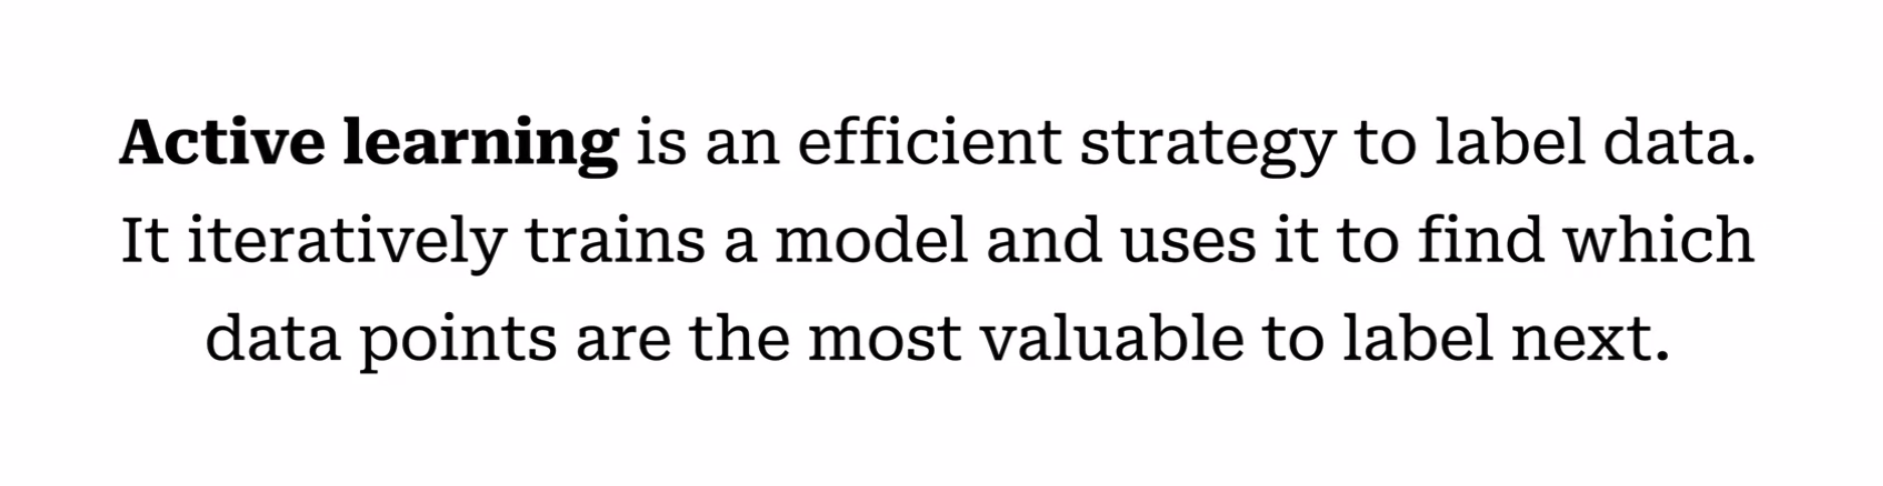 Active learning is an efficient strategy to label data.
It iteratively trains a model and uses it to find which
data points are the most valuable to label next.